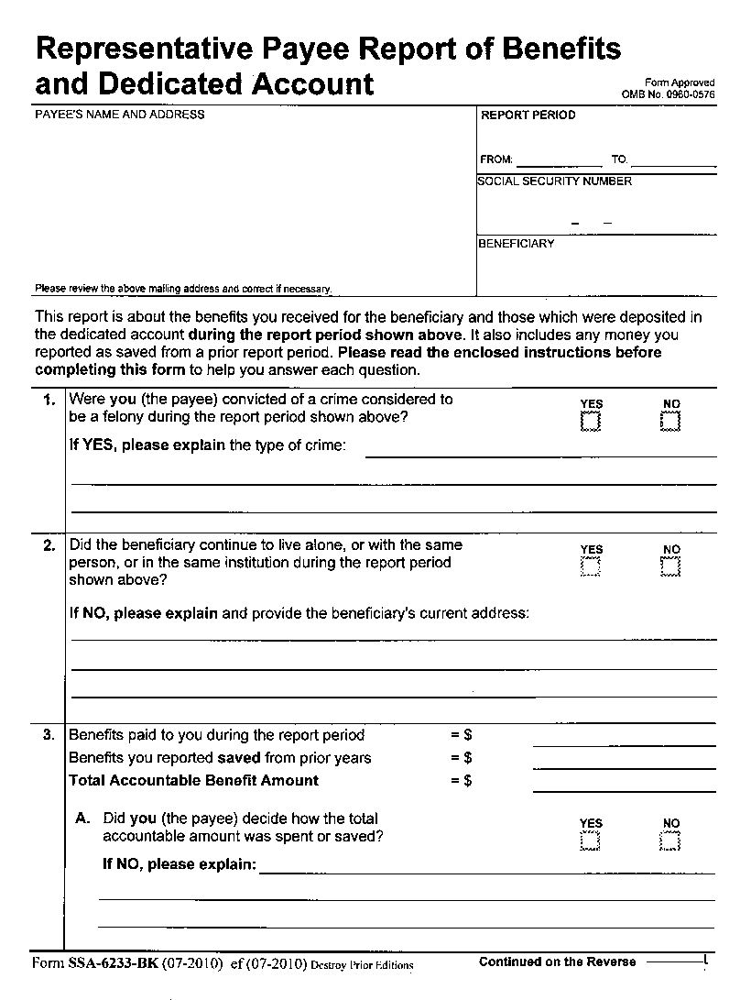 Representative Payee Report of Benefits
and Dedicated Account
Form Approved
OMB No. 0960-0576
PAYEE'S NAME AND ADDRESS
REPORT PERIOD
FROM: TO:
SOCIAL SECURITY NUMBER
– –
BENEFICIARY
Please review the above mailing address and correct if necessary.
This report is about the benefits you received for the beneficiary and those which were deposited in
the dedicated account during the report period shown above. It also includes any money you
reported as saved from a prior report period. Please read the enclosed instructions before
completing this form to help you answer each question.
1. Were you (the payee) convicted of a crime considered to
be a felony during the report period shown above?
YES NO
If YES, please explain the type of crime:
2. Did the beneficiary continue to live alone, or with the same
person, or in the same institution during the report period
shown above?
YES NO
If NO, please explain and provide the beneficiary's current address:
3. Benefits paid to you during the report period = $
Benefits you reported saved from prior years = $
Total Accountable Benefit Amount = $
A. Did you (the payee) decide how the total
accountable amount was spent or saved?
YES NO
If NO, please explain:
Form SSA-6233-BK (07-2010) ef (07-2010) Destroy Prior Editions
Continued on the Reverse